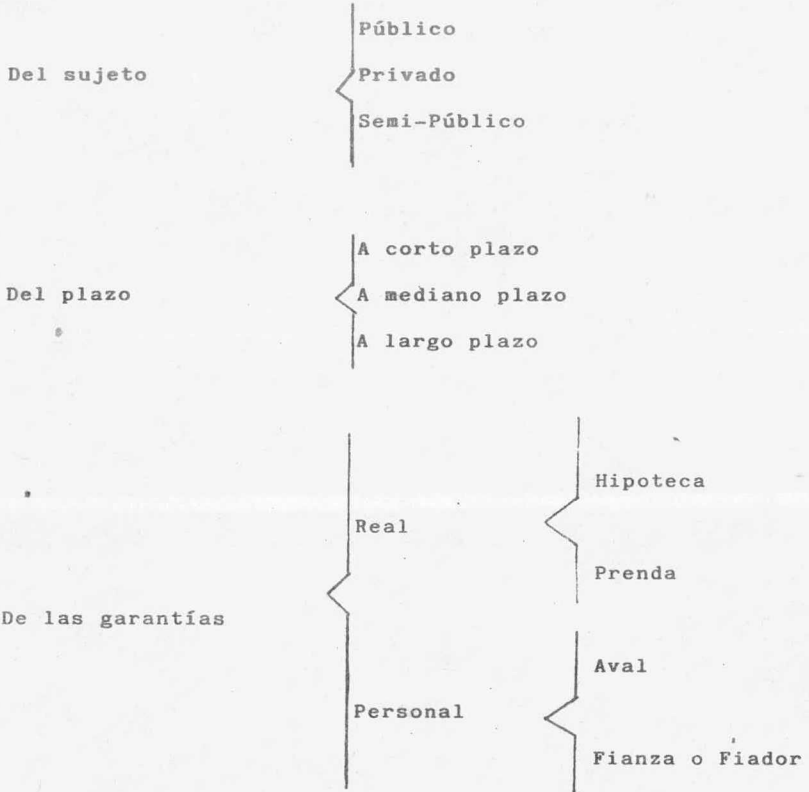 Público
Del sujeto
Privado
Semi-Público
A corto plazo
Del plazo
A mediano plazo
A largo plazo
Hipoteca
Real
Prenda
De las garantías
Aval
Personal
Fianza o Fiador